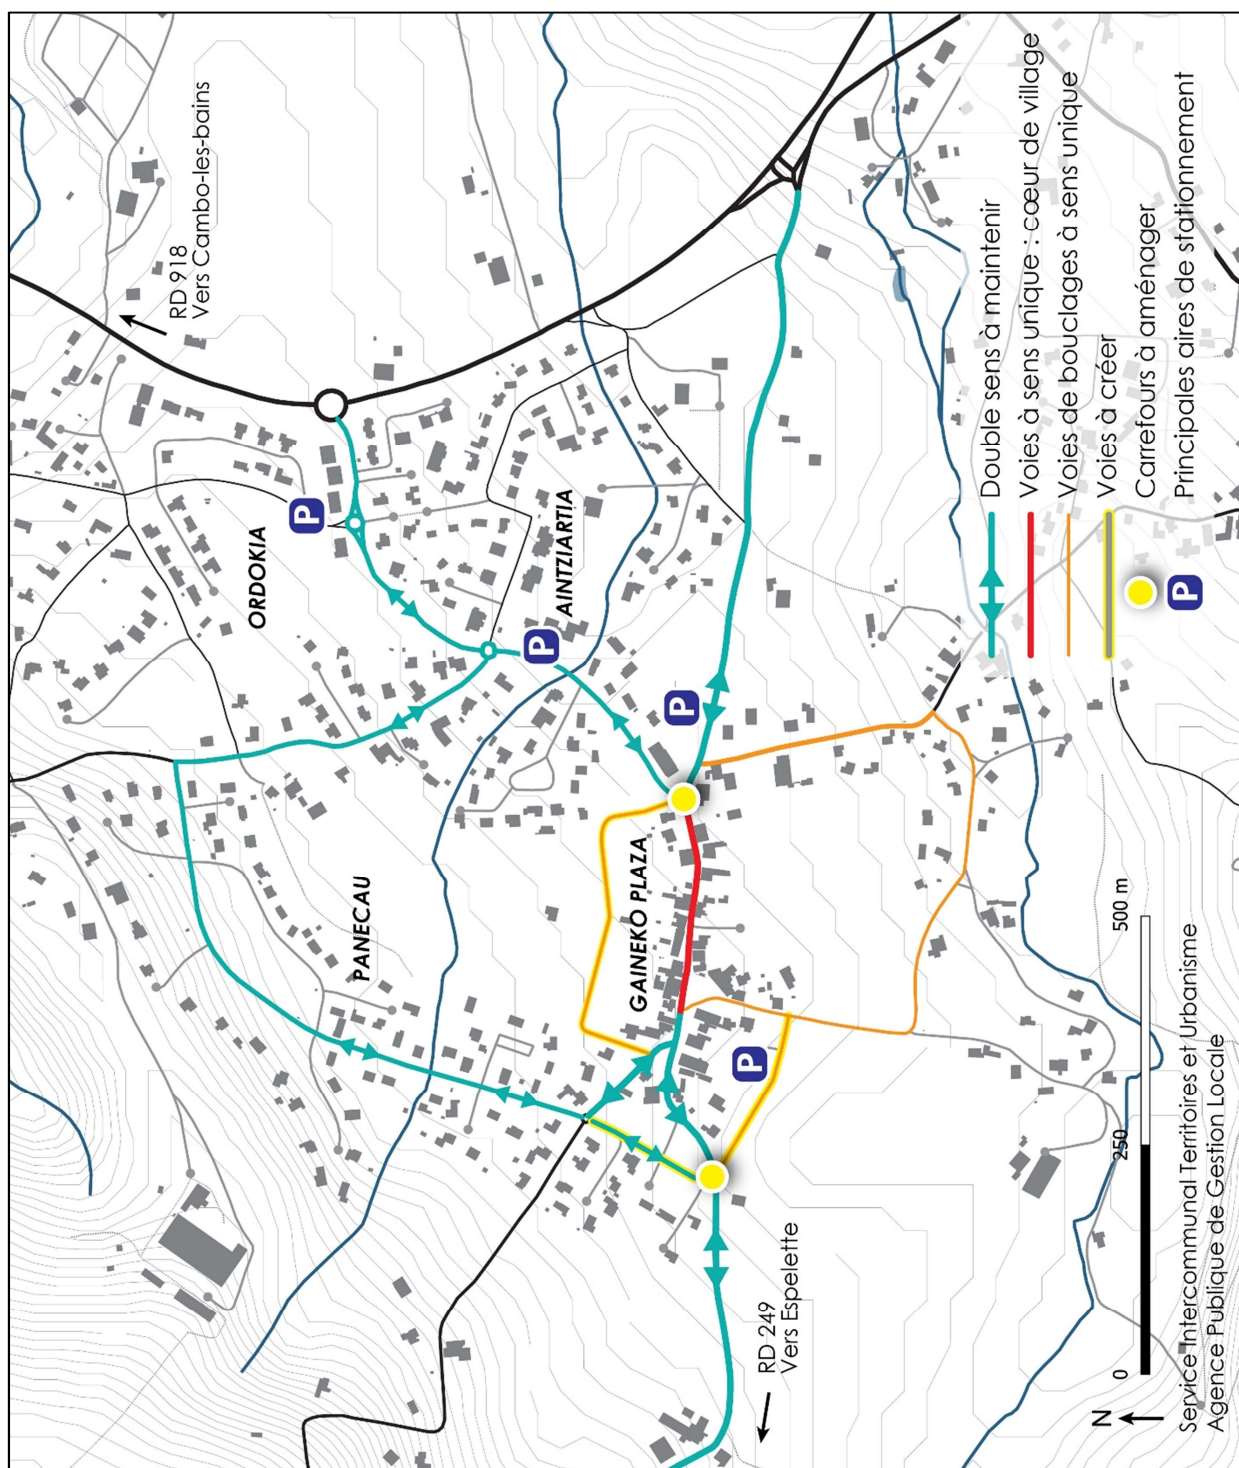 RD 918
Vers Cambo-les-bains
ORDOKIA
P
AINTZIARTIA
P
P
PANECAU
GAINEKO PLAZA
P
RD 249
Vers Espelette
Double sens à maintenir
Voies à sens unique : cœur de village
Voies de bouclages à sens unique
Voies à créer
Carrefours à aménager
P Principales aires de stationnement
N
0 250 500 m
Service Intercommunal Territoires et Urbanisme
Agence Publique de Gestion Locale